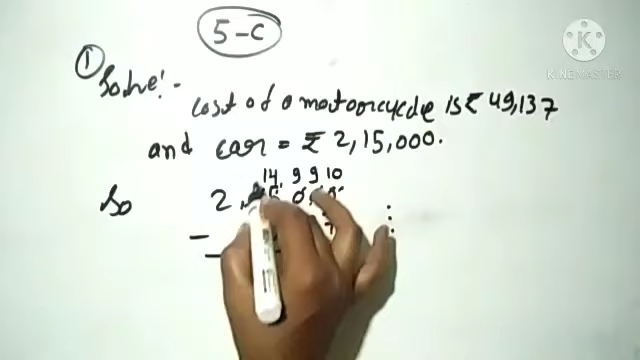 5-C
① Solve:-
cost of a motorcycle is ₹ 49,137
and car = ₹ 2,15,000.
14 9 9 10
So 2,
7
KINEMASTER